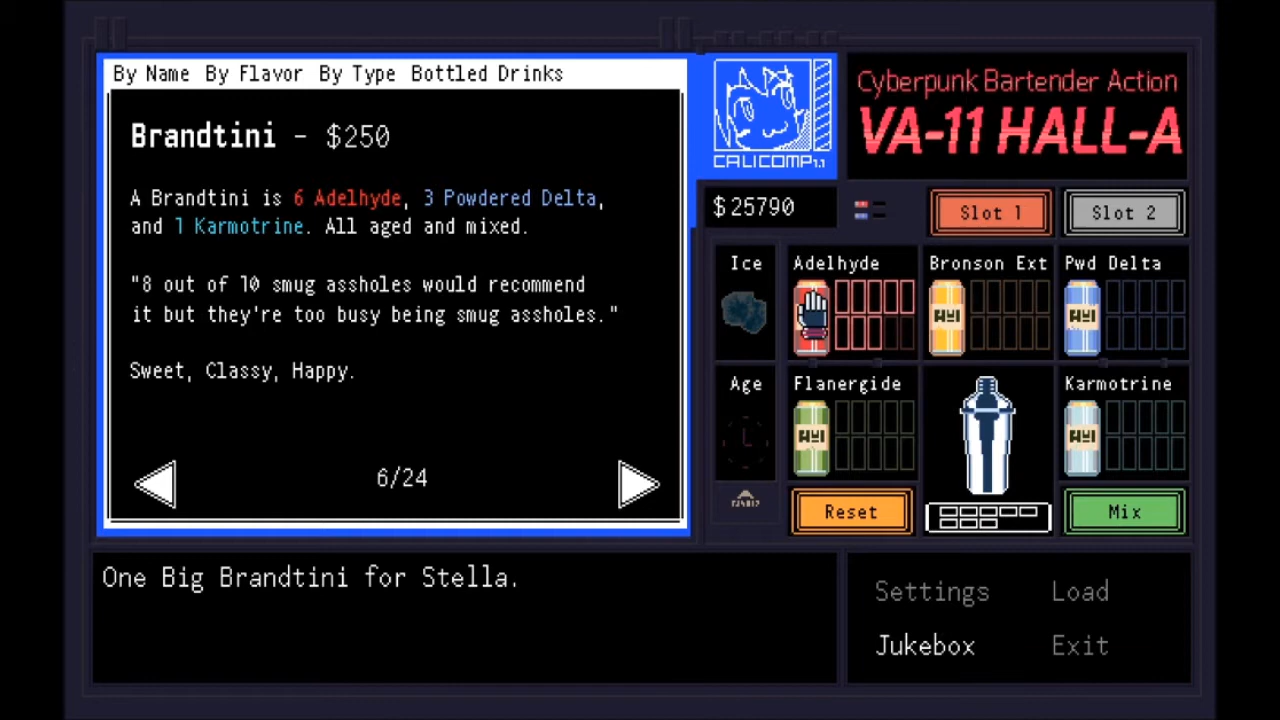 By Name By Flavor By Type Bottled Drinks
Brandtini - $250
A Brandtini is 6 Adelhyde, 3 Powdered Delta,
and 1 Karmotrine. All aged and mixed.
"8 out of 10 smug assholes would recommend
it but they're too busy being smug assholes."
Sweet, Classy, Happy.
6/24
CALICOMP1.1
Cyberpunk Bartender Action
VA-11 HALL-A
$25790
Slot 1
Slot 2
Ice
Adelhyde
Bronson Ext
Pwd Delta
Age
Flanergide
Karmotrine
Reset
Mix
One Big Brandtini for Stella.
Settings
Load
Jukebox
Exit